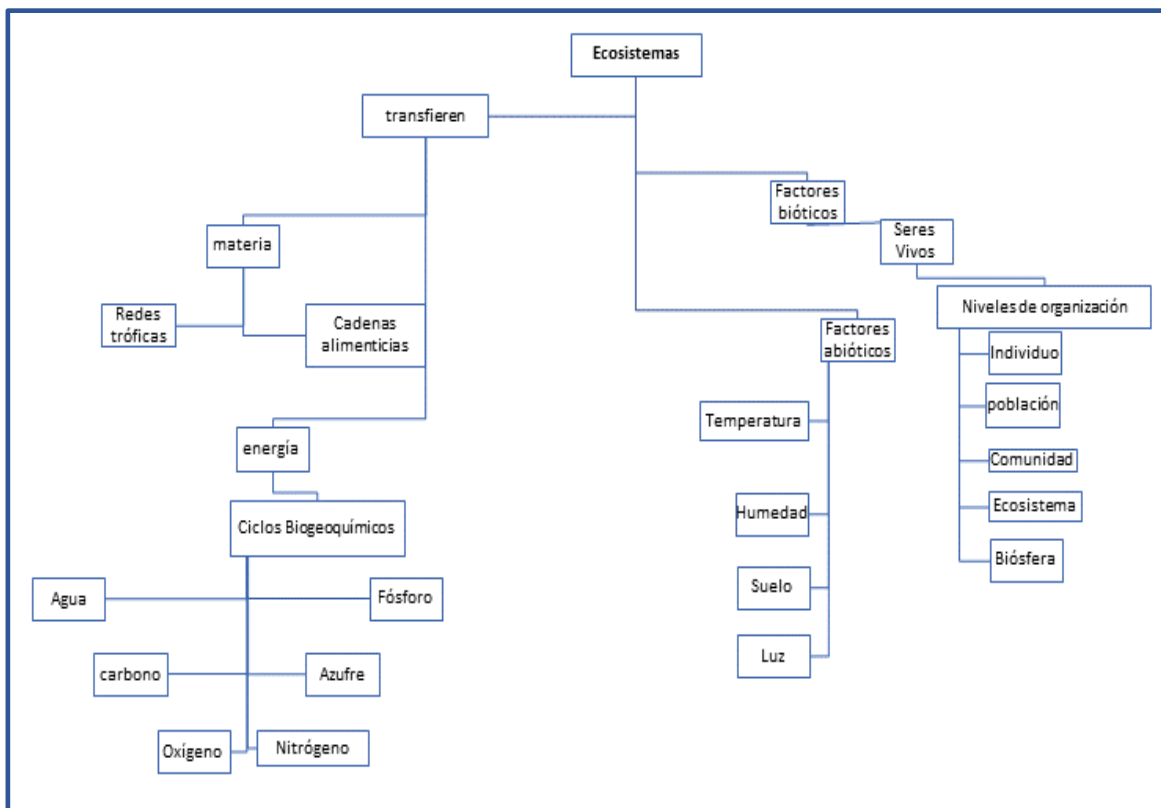 Ecosistemas
transfieren
Factores
bióticos
Seres
Vivos
materia
Niveles de organización
Redes
tróficas
Cadenas
alimenticias
Factores
abióticos
Individuo
población
Temperatura
energía
Comunidad
Ecosistema
Humedad
Ciclos Biogeoquímicos
Biósfera
Suelo
Agua
Fósforo
Luz
carbono
Azufre
Oxígeno
Nitrógeno